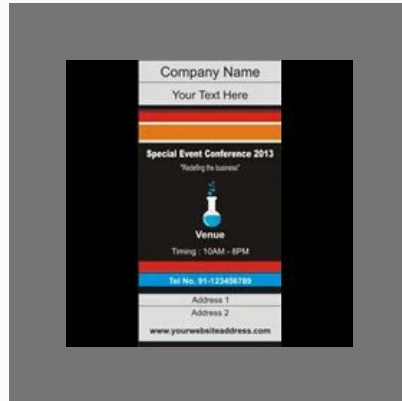 Company Name
Your Text Here
Special Event Conference 2013
"Redefing the business"
Venue
Timing : 10AM - 8PM
Tel No. 91-123456789
Address 1
Address 2
www.yourwebsiteaddress.com